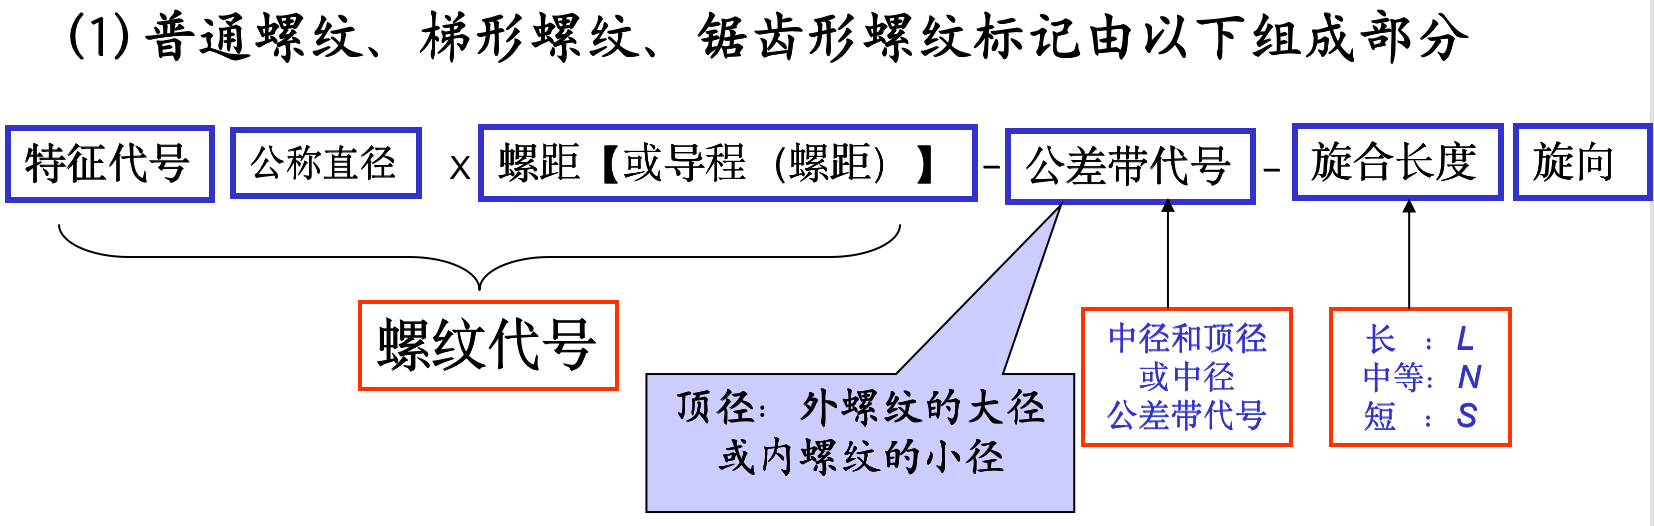 (1)普通螺纹、梯形螺纹、锯齿形螺纹标记由以下组成部分
特征代号 公称直径 x 螺距【或导程（螺距）】 – 公差带代号 – 旋合长度 旋向
螺纹代号
顶径：外螺纹的大径
或内螺纹的小径
中径和顶径
或中径
公差带代号
长 ：L
中等：N
短 ：S